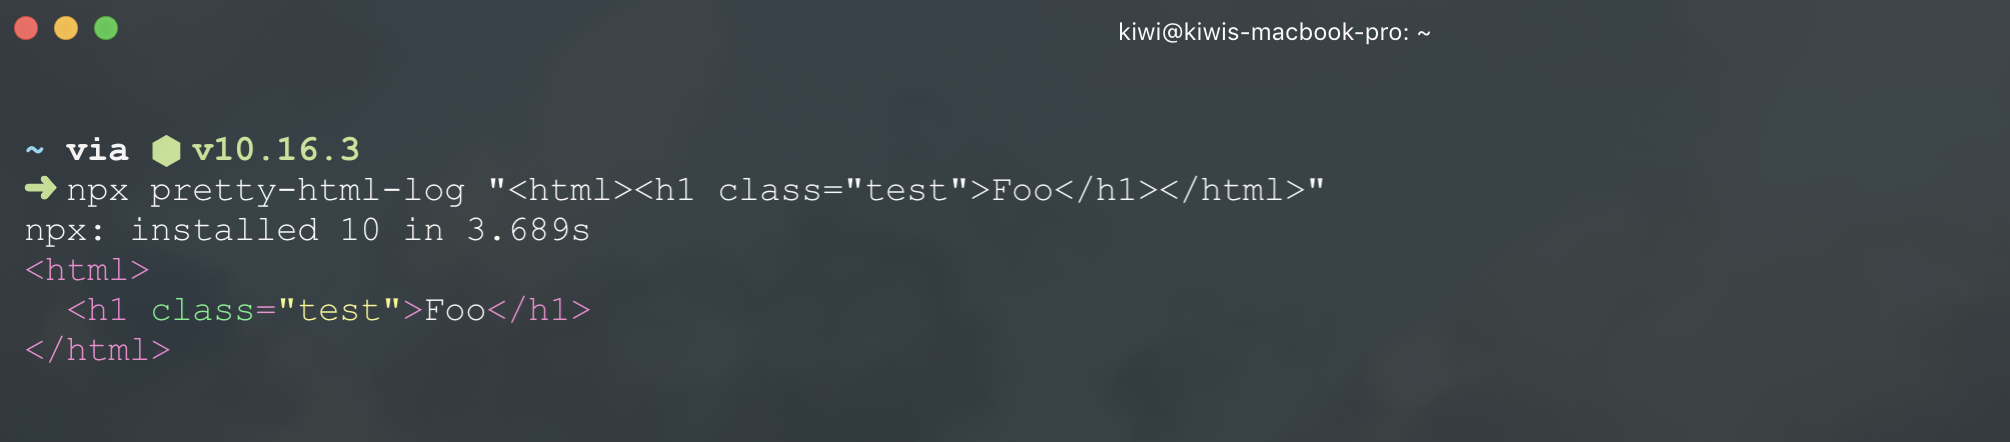 kiwi@kiwis-macbook-pro: ~
~ via ⬢ v10.16.3
➜ npx pretty-html-log "<html><h1 class="test">Foo</h1></html>"
npx: installed 10 in 3.689s
<html>
  <h1 class="test">Foo</h1>
</html>